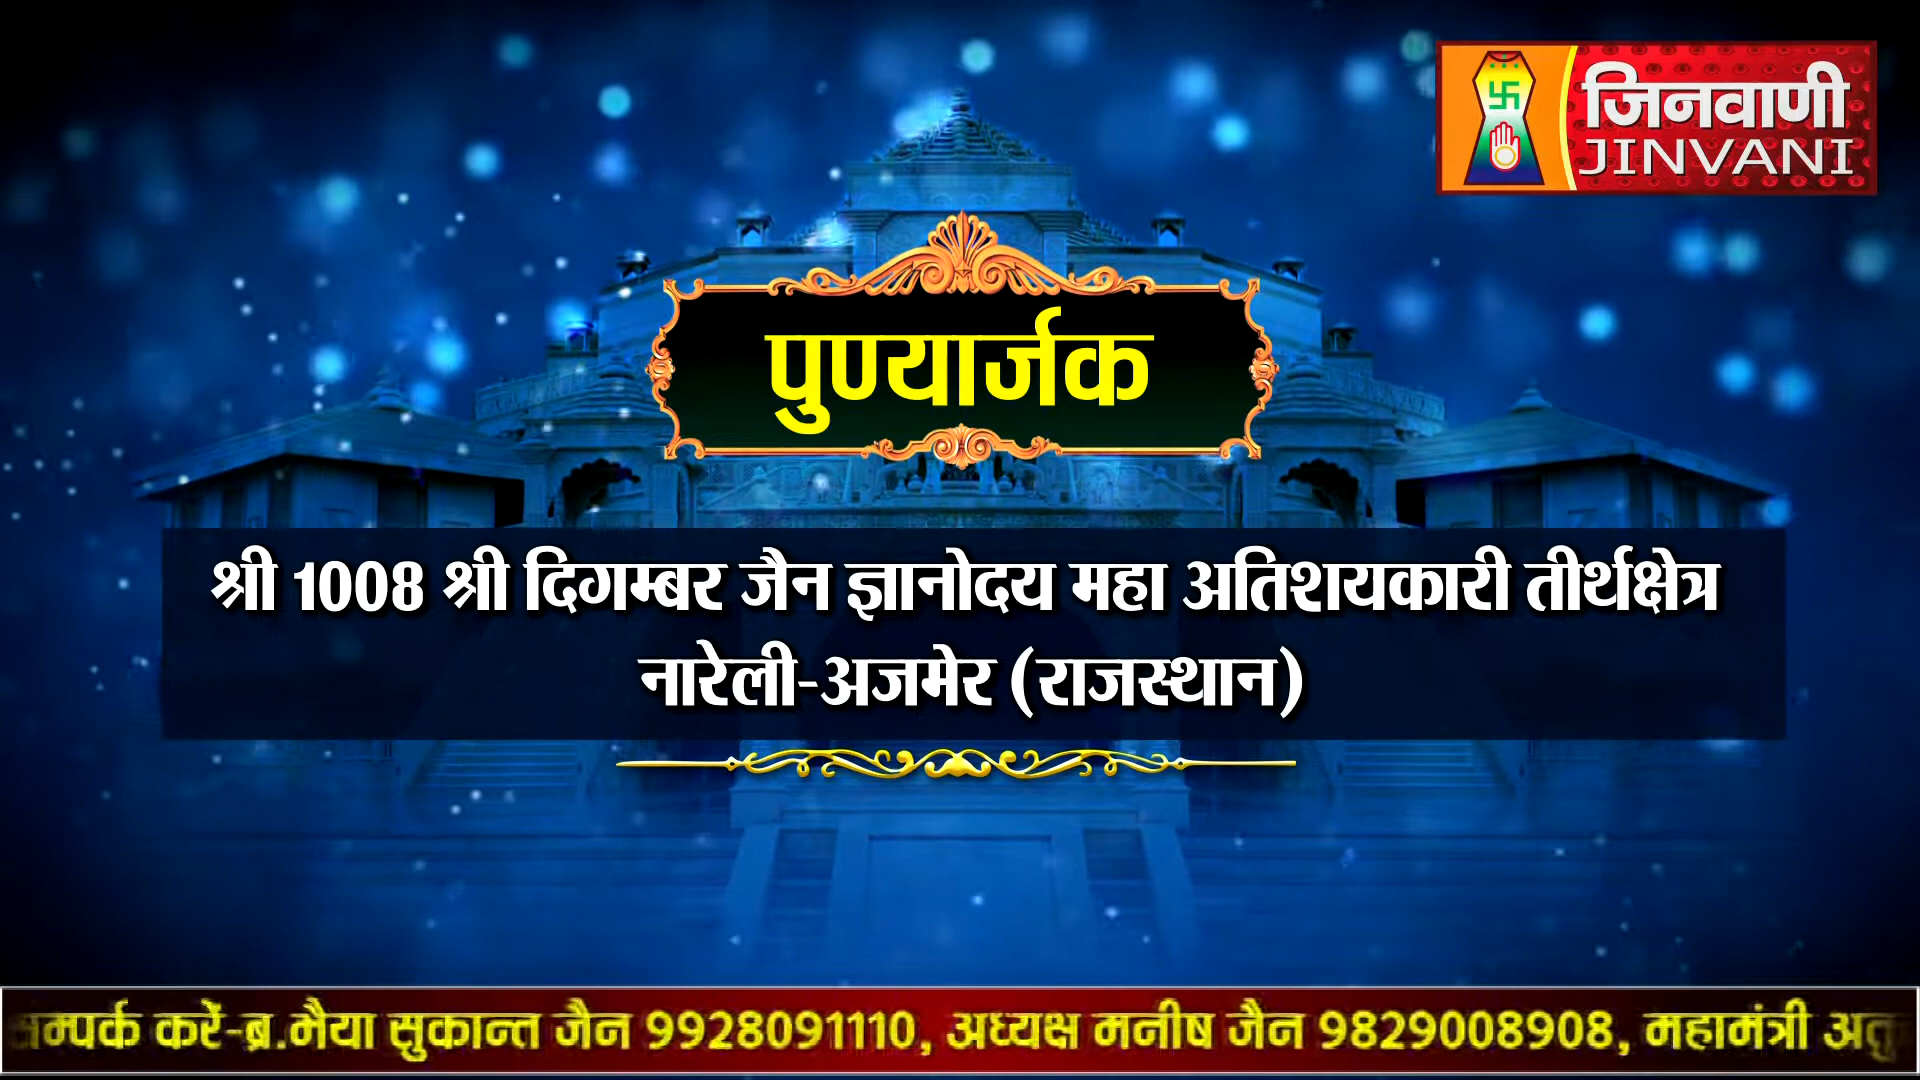 जिनवाणी
JINVANI
पुण्यार्जक
श्री 1008 श्री दिगम्बर जैन ज्ञानोदय महा अतिशयकारी तीर्थक्षेत्र
नारेली-अजमेर (राजस्थान)
करें-ब्र.भैया सुकान्त जैन 9928091110, अध्यक्ष मनीष जैन 9829008908, महामंत्री